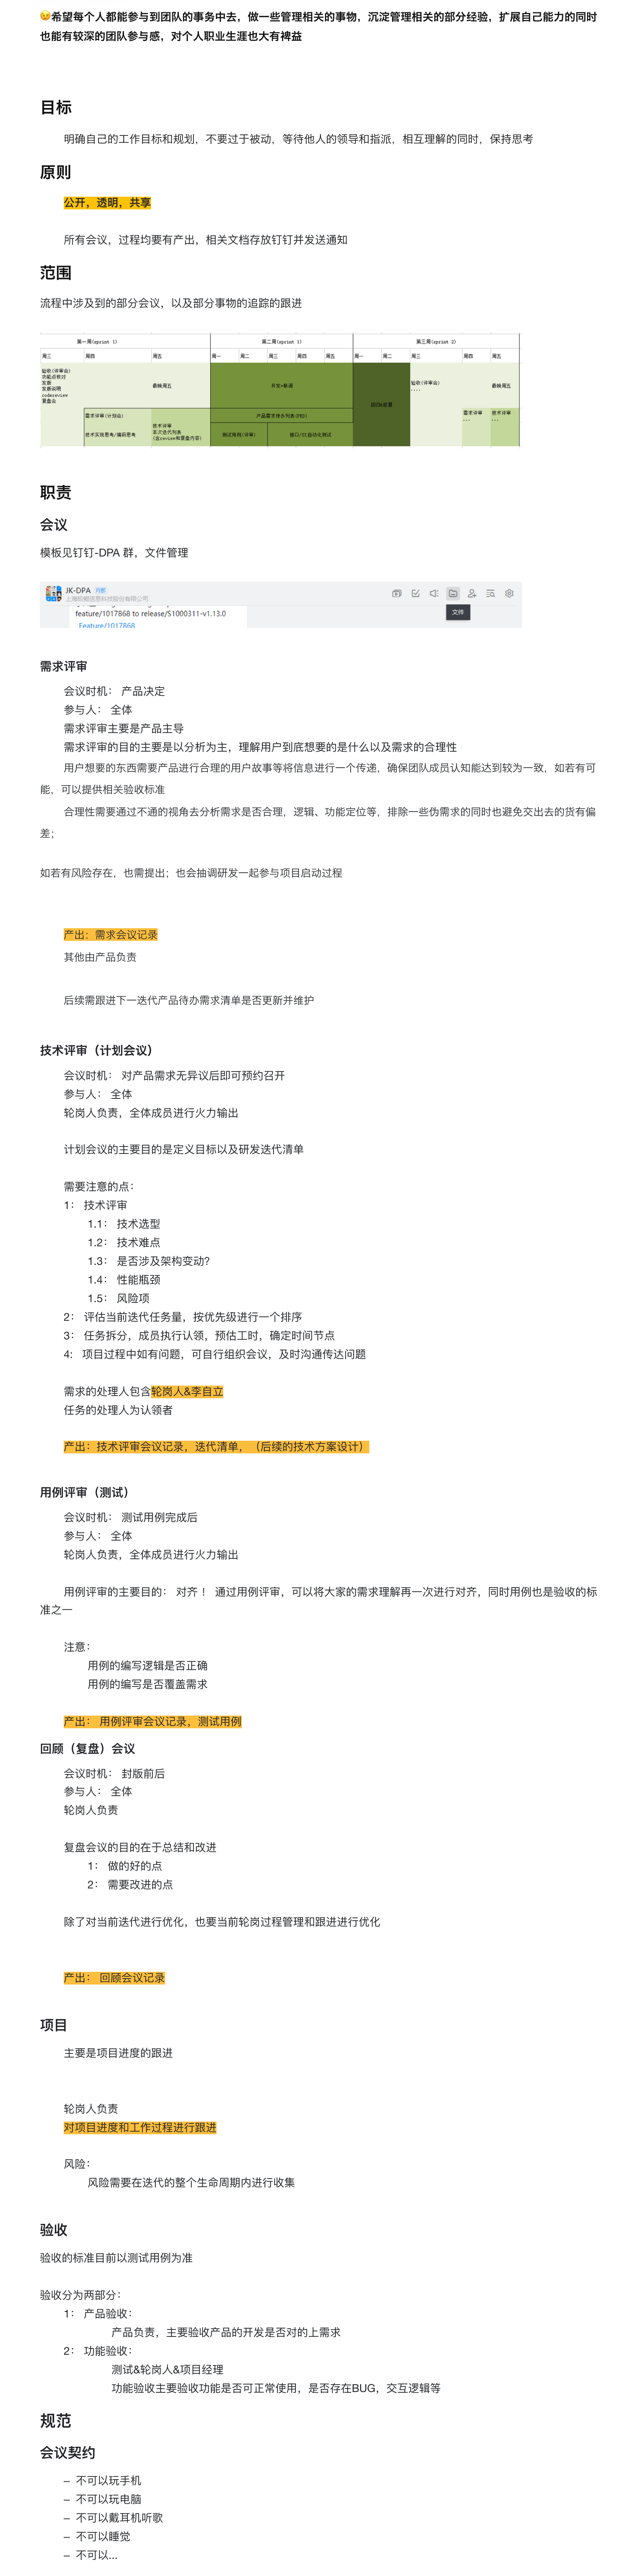 😉希望每个人都能参与到团队的事务中去，做一些管理相关的事物，沉淀管理相关的部分经验，扩展自己能力的同时
也能有较深的团队参与感，对个人职业生涯也大有裨益
目标
明确自己的工作目标和规划，不要过于被动，等待他人的领导和指派，相互理解的同时，保持思考
原则
公开，透明，共享
所有会议，过程均要有产出，相关文档存放钉钉并发送通知
范围
流程中涉及到的部分会议，以及部分事物的追踪的跟进
第一周(sprint 1) 第二周(sprint 1) 第三周(sprint 2)
周三 周四 周五 周一 周二 周三 周四 周五 周一 周二 周三 周四 周五
验收(评审会)
功能点核对
发版
发版说明
codereview
复盘会
最晚周五
开发+联调
验收(评审会)
....
最晚周五
需求评审(计划会)
技术实现思考/编码思考
技术评审
本次迭代列表
产品需求待办列表(PBI)
测试用例(评审)
接口/UI自动化测试
需求评审
...
技术评审
...
职责
会议
模板见钉钉-DPA 群，文件管理
JK-DPA 内部
feature/1017868 to release/S1000311-v1.13.0
Feature/1017868
文件
需求评审
会议时机： 产品决定
参与人： 全体
需求评审主要是产品主导
需求评审的目的主要是以分析为主，理解用户到底想要的是什么以及需求的合理性
用户想要的东西需要产品进行合理的用户故事等将信息进行一个传递，确保团队成员认知能达到较为一致，如若有可
能，可以提供相关验收标准
合理性需要通过不通的视角去分析需求是否合理，逻辑、功能定位等，排除一些伪需求的同时也避免交出去的货有偏
差；
如若有风险存在，也需提出；也会抽调研发一起参与项目启动过程
产出：需求会议记录
其他由产品负责
后续需跟进下一迭代产品待办需求清单是否更新并维护
技术评审（计划会议）
会议时机： 对产品需求无异议后即可预约召开
参与人： 全体
轮岗人负责，全体成员进行火力输出
计划会议的主要目的是定义目标以及研发迭代清单
需要注意的点：
1： 技术评审
1.1： 技术选型
1.2： 技术难点
1.3： 是否涉及架构变动？
1.4： 性能瓶颈
1.5： 风险项
2： 评估当前迭代任务量，按优先级进行一个排序
3： 任务拆分，成员执行认领，预估工时，确定时间节点
4： 项目过程中如有问题，可自行组织会议，及时沟通传达问题
需求的处理人包含轮岗人&李自立
任务的处理人为认领者
产出：技术评审会议记录，迭代清单，（后续的技术方案设计）
用例评审（测试）
会议时机： 测试用例完成后
参与人： 全体
轮岗人负责，全体成员进行火力输出
用例评审的主要目的： 对齐！ 通过用例评审，可以将大家的需求理解再一次进行对齐，同时用例也是验收的标
准之一
注意：
用例的编写逻辑是否正确
用例的编写是否覆盖需求
产出： 用例评审会议记录，测试用例
回顾（复盘）会议
会议时机： 封版前后
参与人： 全体
轮岗人负责
复盘会议的目的在于总结和改进
1： 做的好的点
2： 需要改进的点
除了对当前迭代进行优化，也要当前轮岗过程管理和跟进进行优化
产出： 回顾会议记录
项目
主要是项目进度的跟进
轮岗人负责
对项目进度和工作过程进行跟进
风险：
风险需要在迭代的整个生命周期内进行收集
验收
验收的标准目前以测试用例为准
验收分为两部分：
1： 产品验收：
产品负责，主要验收产品的开发是否对的上需求
2： 功能验收：
测试&轮岗人&项目经理
功能验收主要验收功能是否可正常使用，是否存在BUG，交互逻辑等
规范
会议契约
– 不可以玩手机
– 不可以玩电脑
– 不可以戴耳机听歌
– 不可以睡觉
– 不可以...